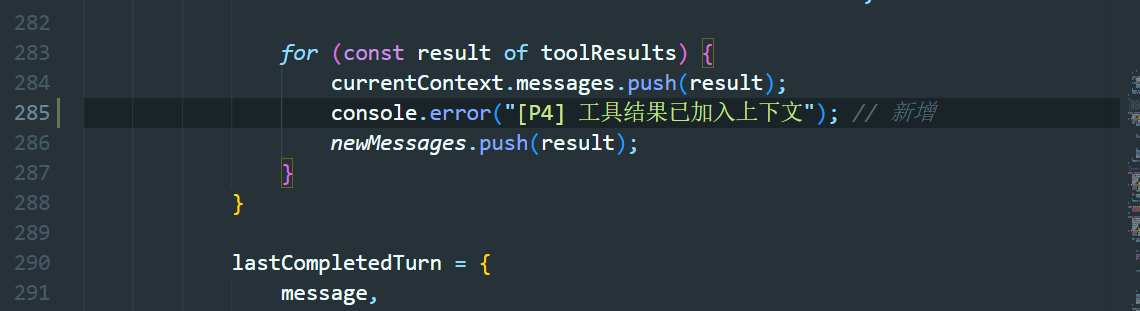 282
283 for (const result of toolResults) {
284 currentContext.messages.push(result);
285 console.error("[P4] 工具结果已加入上下文"); // 新增
286 newMessages.push(result);
287 }
288 }
289
290 lastCompletedTurn = {
291 message,